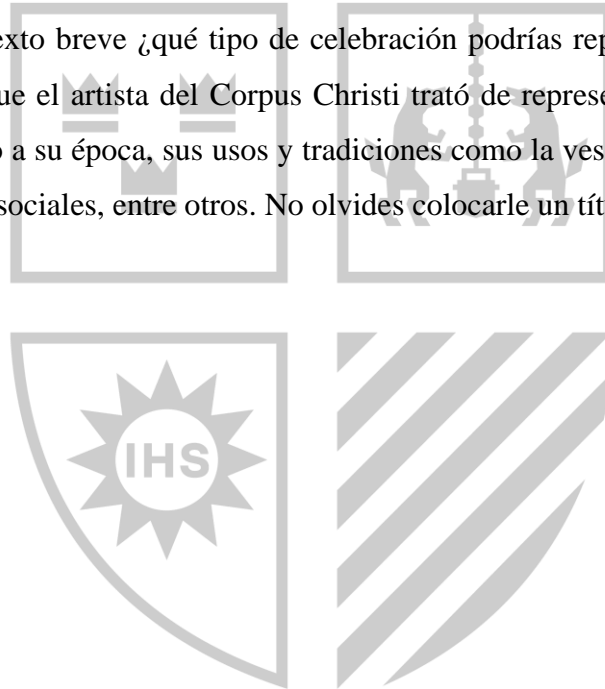 exto breve ¿qué tipo de celebración podrías rep
ue el artista del Corpus Christi trató de represe
o a su época, sus usos y tradiciones como la ves
sociales, entre otros. No olvides colocarle un tít
IHS